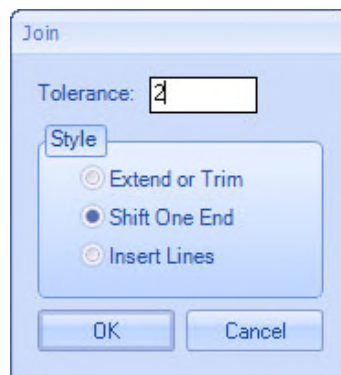 Join
Tolerance: 2
Style
Extend or Trim
Shift One End
Insert Lines
OK Cancel